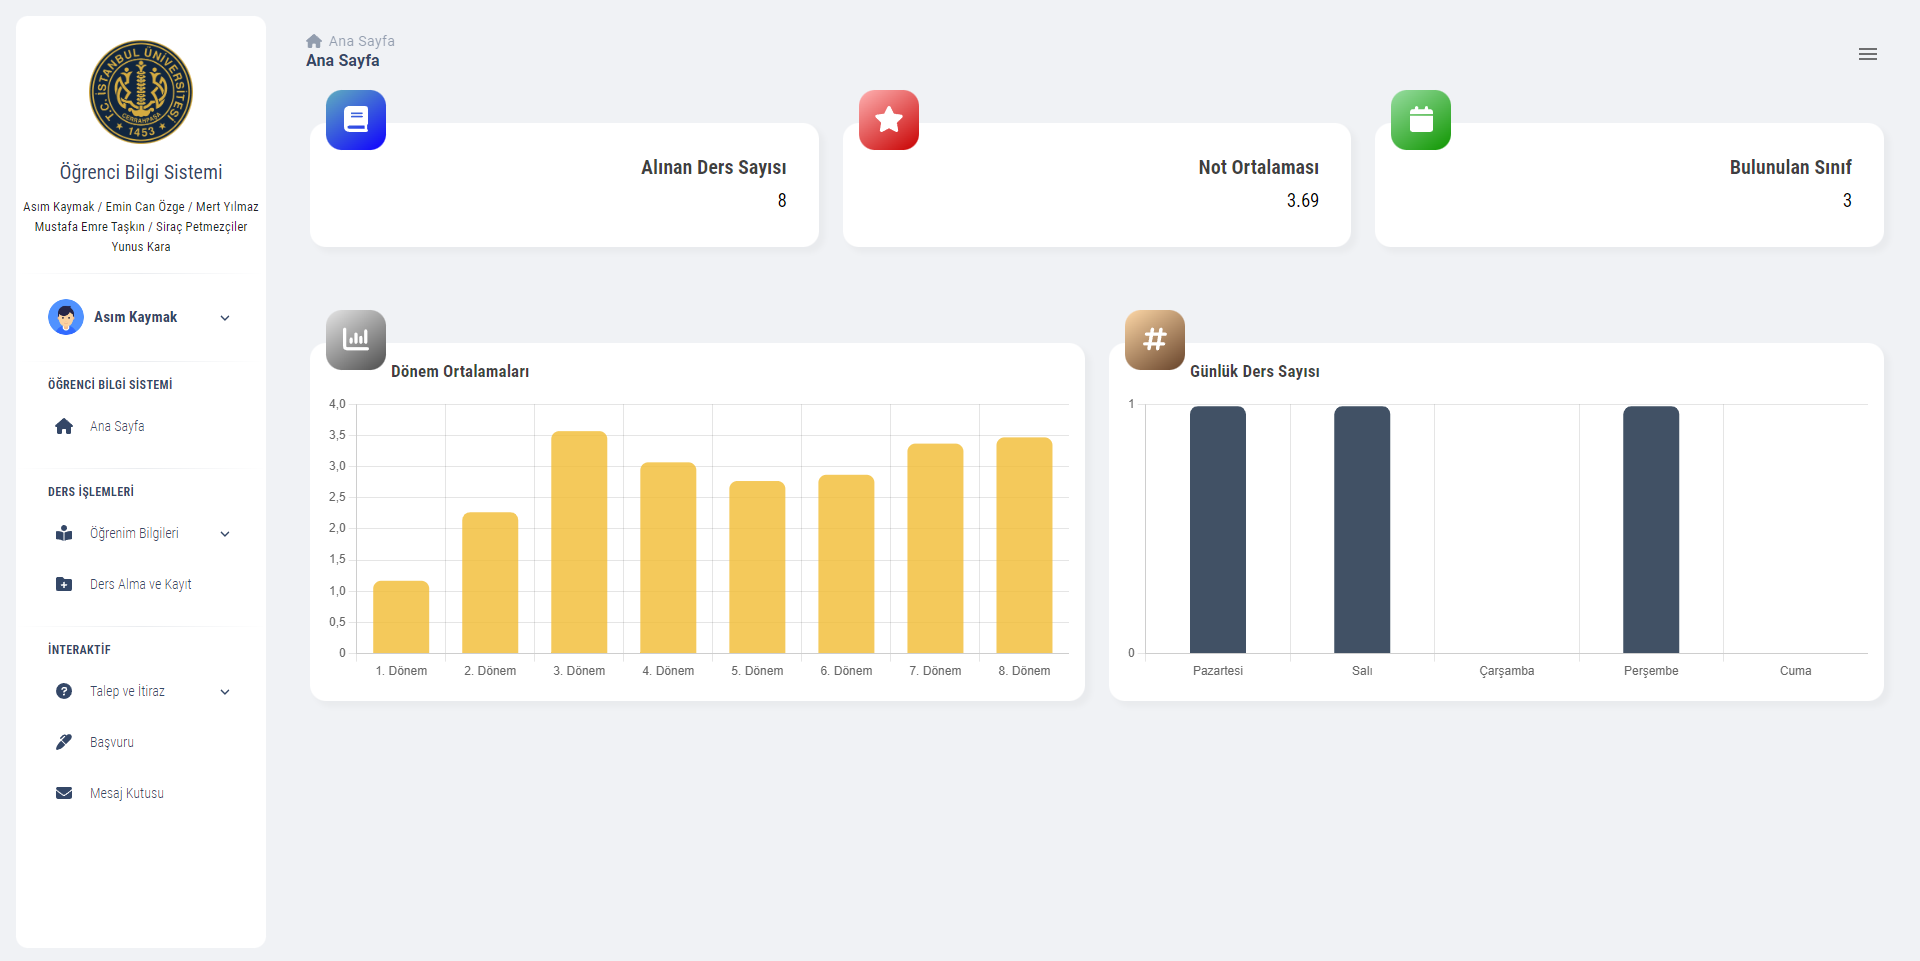 T.C. İSTANBUL ÜNİVERSİTESİ
CERRAHPAŞA
1453
Öğrenci Bilgi Sistemi
Asım Kaymak / Emin Can Özge / Mert Yılmaz
Mustafa Emre Taşkın / Siraç Petmezçiler
Yunus Kara
Asım Kaymak
ÖĞRENCİ BİLGİ SİSTEMİ
Ana Sayfa
DERS İŞLEMLERİ
Öğrenim Bilgileri
Ders Alma ve Kayıt
İNTERAKTİF
Talep ve İtiraz
Başvuru
Mesaj Kutusu
Ana Sayfa
Ana Sayfa
Alınan Ders Sayısı
8
Not Ortalaması
3.69
Bulunulan Sınıf
3
Dönem Ortalamaları
4,0
3,5
3,0
2,5
2,0
1,5
1,0
0,5
0
1. Dönem 2. Dönem 3. Dönem 4. Dönem 5. Dönem 6. Dönem 7. Dönem 8. Dönem
Günlük Ders Sayısı
1
0
Pazartesi Salı Çarşamba Perşembe Cuma